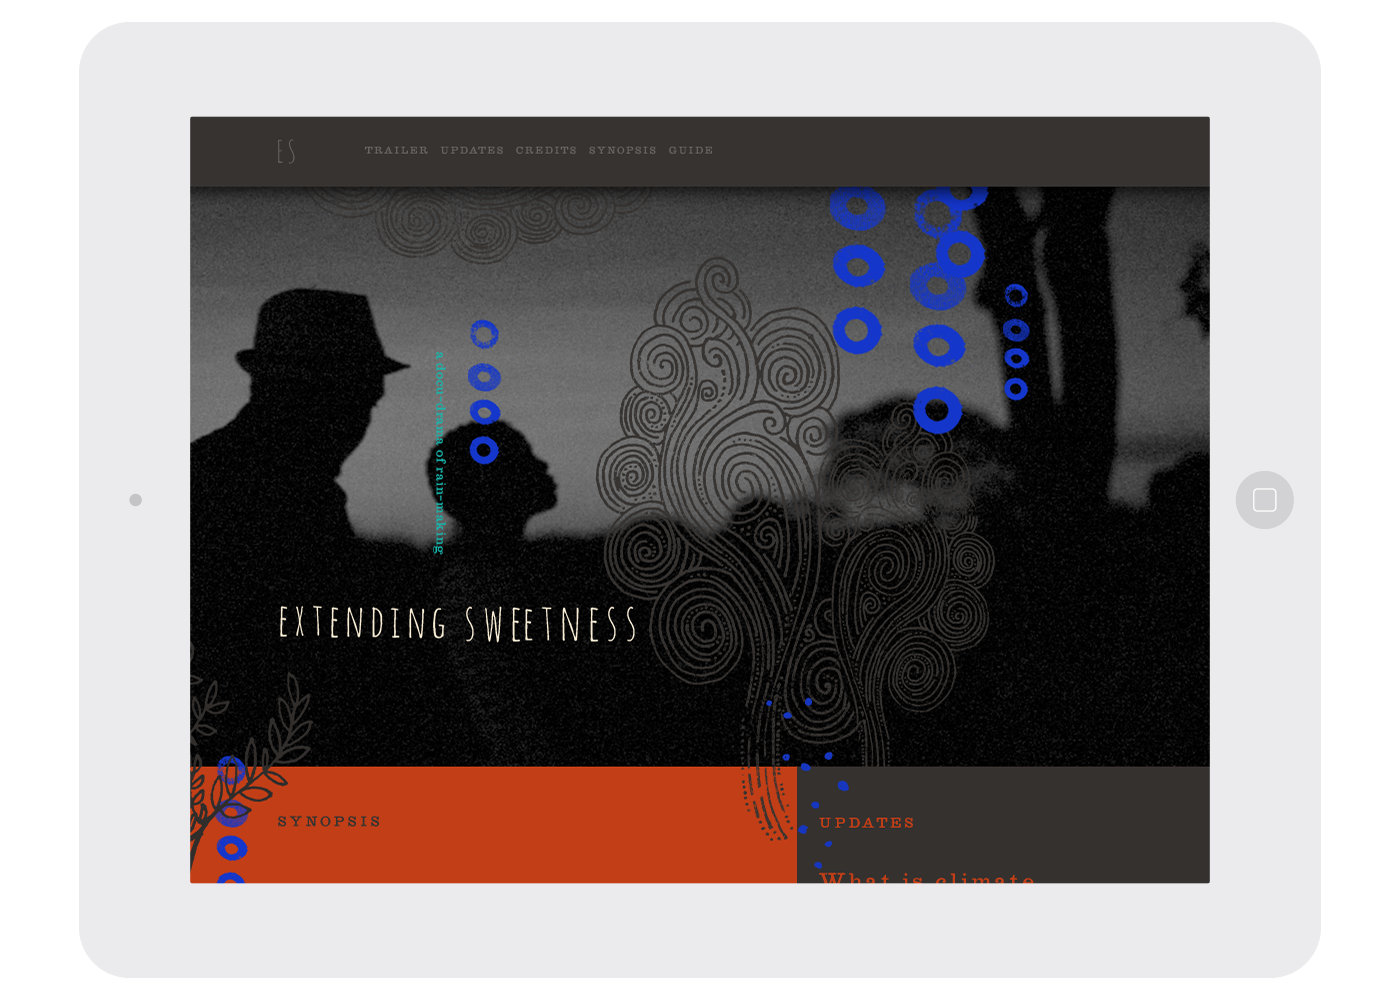 ES
TRAILER UPDATES CREDITS SYNOPSIS GUIDE
a docu-drama of rain-making
EXTENDING SWEETNESS
SYNOPSIS
UPDATES
What is climate